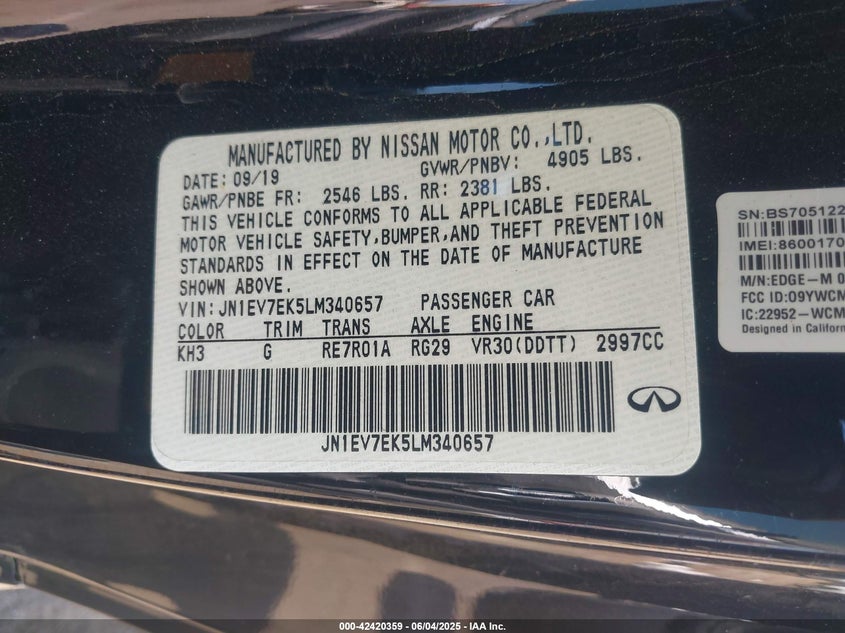 MANUFACTURED BY NISSAN MOTOR CO.,LTD.
DATE: 09/19 GVWR/PNBV: 4905 LBS.
GAWR/PNBE FR: 2546 LBS. RR: 2381 LBS.
THIS VEHICLE CONFORMS TO ALL APPLICABLE FEDERAL
MOTOR VEHICLE SAFETY,BUMPER,AND THEFT PREVENTION
STANDARDS IN EFFECT ON THE DATE OF MANUFACTURE
SHOWN ABOVE.
VIN: JN1EV7EK5LM340657 PASSENGER CAR
COLOR TRIM TRANS AXLE ENGINE
KH3 G RE7R01A RG29 VR30(DDTT) 2997CC
JN1EV7EK5LM340657
SN:BS705122
IMEI:8600170
M/N:EDGE-M 0
FCC ID:O9YWCM
IC:22952-WCM
Designed in Californ
000-42420359 - 06/04/2025 - IAA Inc.